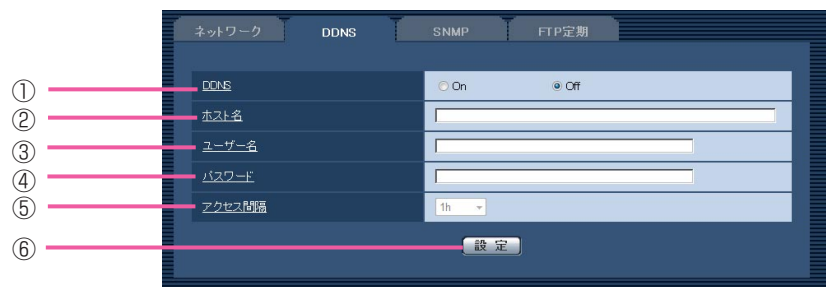 ネットワーク DDNS SNMP FTP定期
① DDNS On Off
② ホスト名
③ ユーザー名
④ パスワード
⑤ アクセス間隔 1h
⑥ 設定